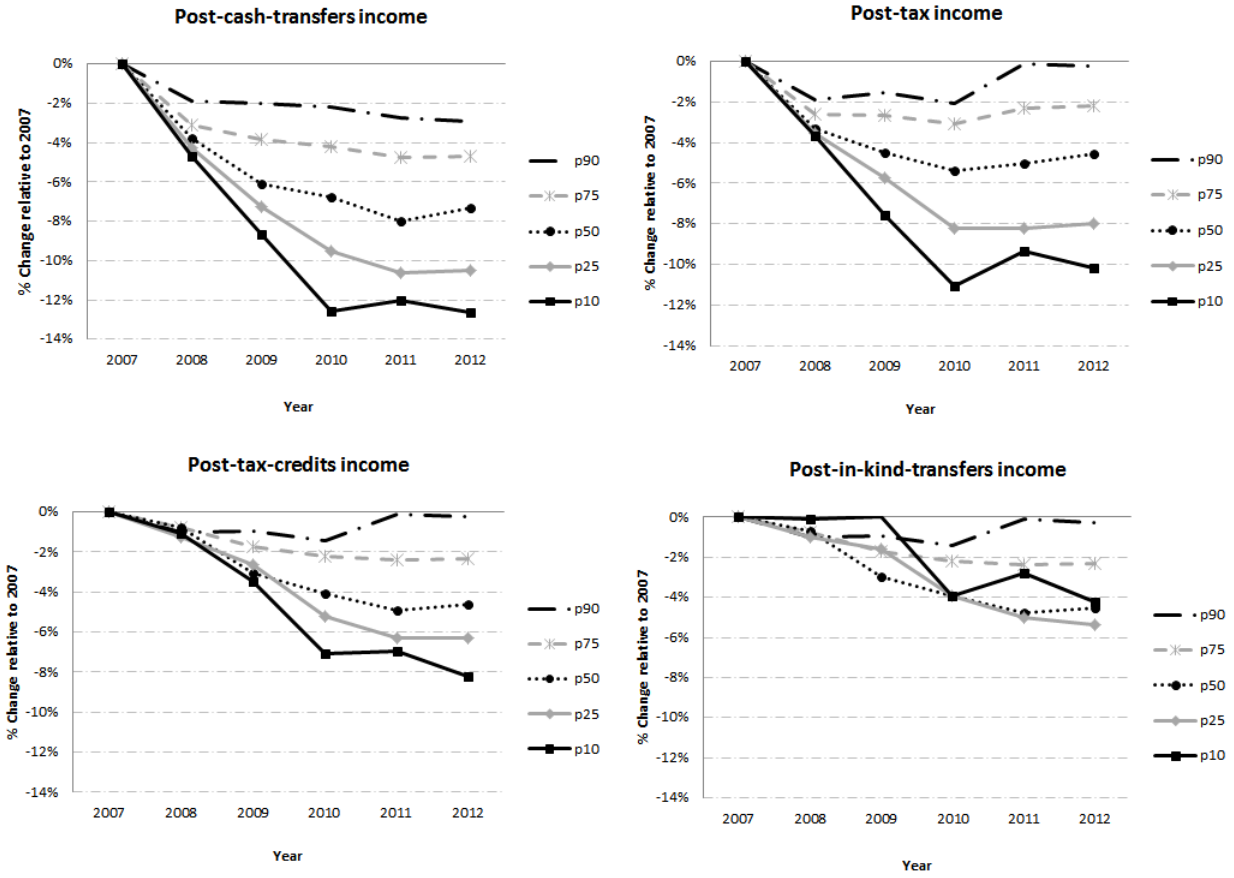 Post-cash-transfers income
0%
-2%
-4%
-6%
-8%
-10%
-12%
-14%
% Change relative to 2007
2007 2008 2009 2010 2011 2012
Year
p90
p75
p50
p25
p10
Post-tax income
0%
-2%
-4%
-6%
-8%
-10%
-12%
-14%
% Change relative to 2007
2007 2008 2009 2010 2011 2012
Year
p90
p75
p50
p25
p10
Post-tax-credits income
0%
-2%
-4%
-6%
-8%
-10%
-12%
-14%
% Change relative to 2007
2007 2008 2009 2010 2011 2012
Year
p90
p75
p50
p25
p10
Post-in-kind-transfers income
0%
-2%
-4%
-6%
-8%
-10%
-12%
-14%
% Change relative to 2007
2007 2008 2009 2010 2011 2012
Year
p90
p75
p50
p25
p10